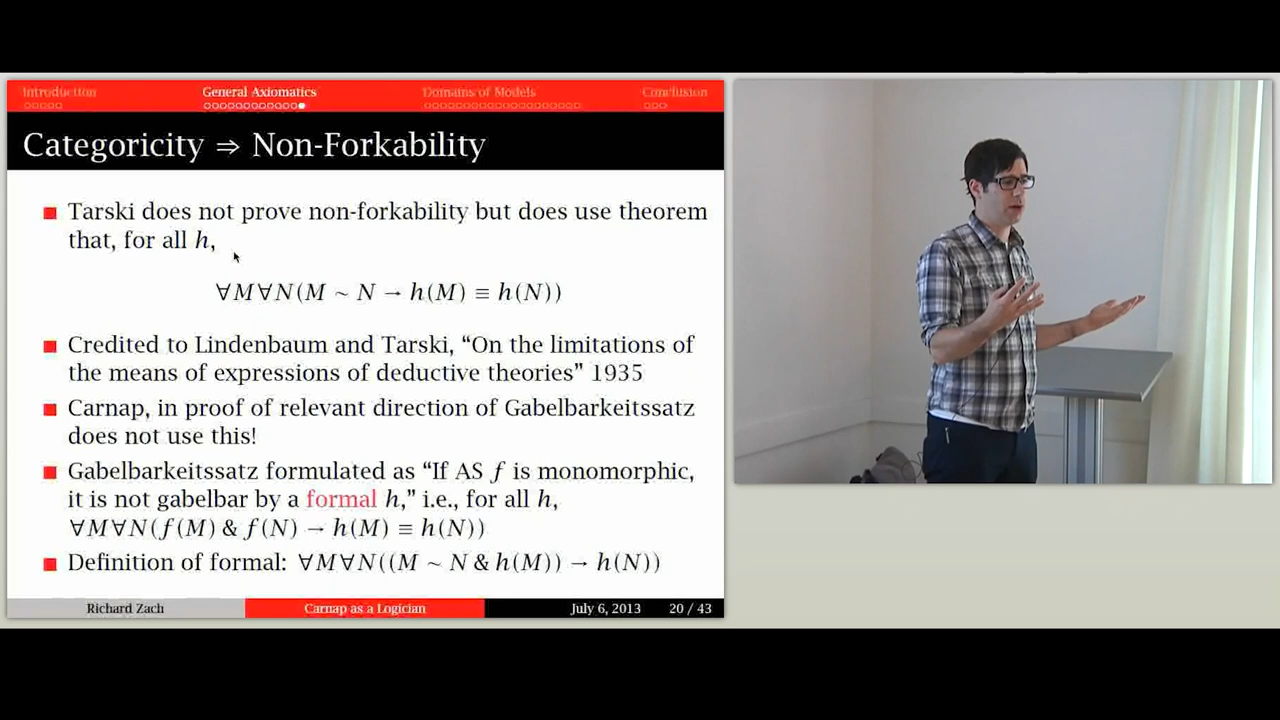 Introduction General Axiomatics Domains of Models Conclusion
Categoricity ⇒ Non-Forkability
Tarski does not prove non-forkability but does use theorem
that, for all h,
∀M∀N(M ~ N → h(M) ≡ h(N))
Credited to Lindenbaum and Tarski, “On the limitations of
the means of expressions of deductive theories” 1935
Carnap, in proof of relevant direction of Gabelbarkeitssatz
does not use this!
Gabelbarkeitssatz formulated as “If AS f is monomorphic,
it is not gabelbar by a formal h,” i.e., for all h,
∀M∀N(f(M) & f(N) → h(M) ≡ h(N))
Definition of formal: ∀M∀N((M ~ N & h(M)) → h(N))
Richard Zach Carnap as a Logician July 6, 2013 20 / 43